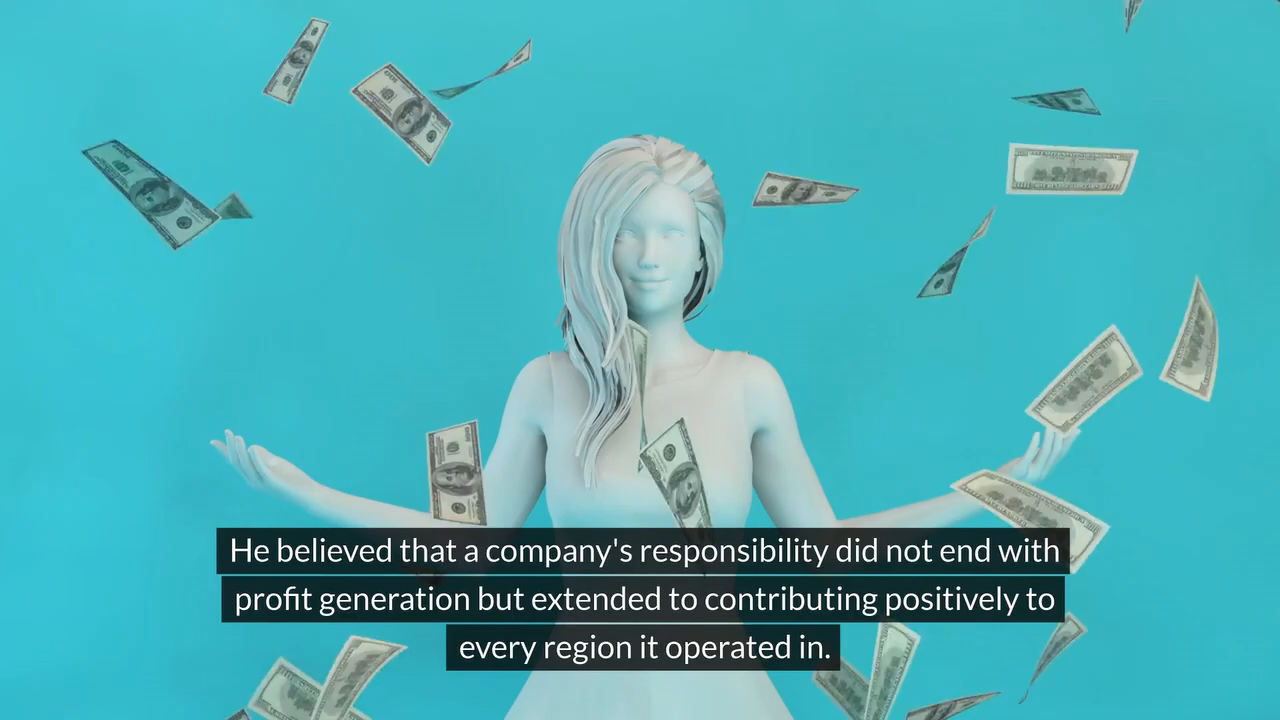 He believed that a company's responsibility did not end with
profit generation but extended to contributing positively to
every region it operated in.